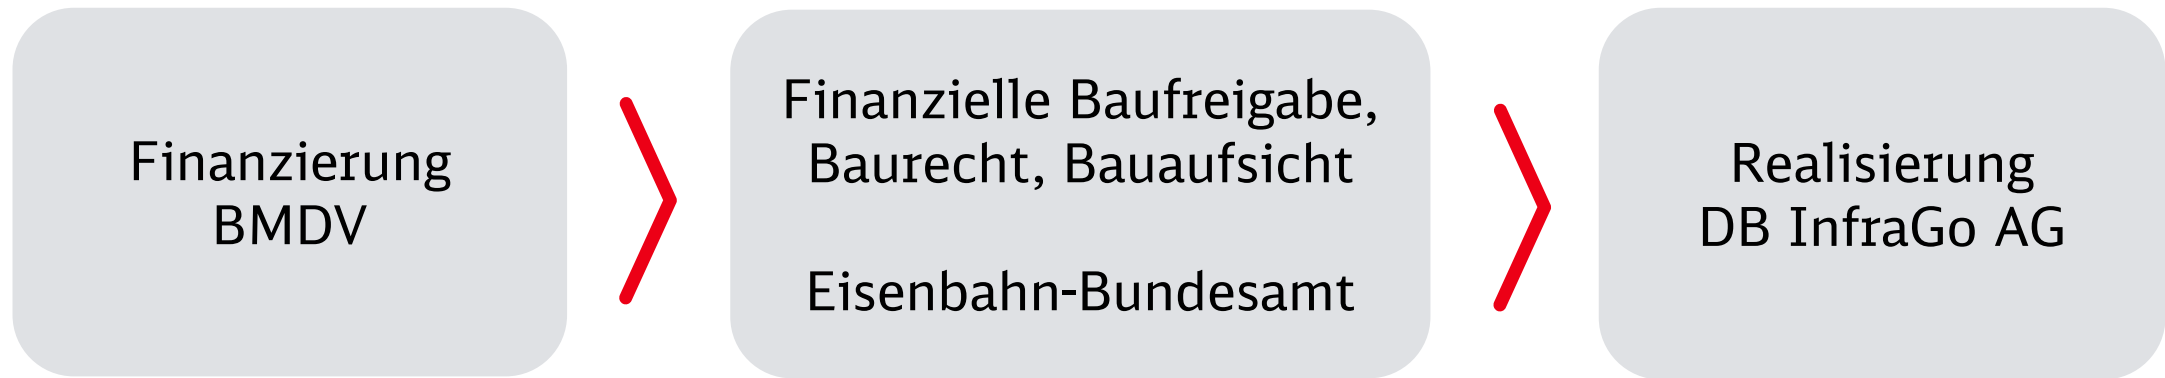 Finanzierung
BMDV
Finanzielle Baufreigabe,
Baurecht, Bauaufsicht
Eisenbahn-Bundesamt
Realisierung
DB InfraGo AG